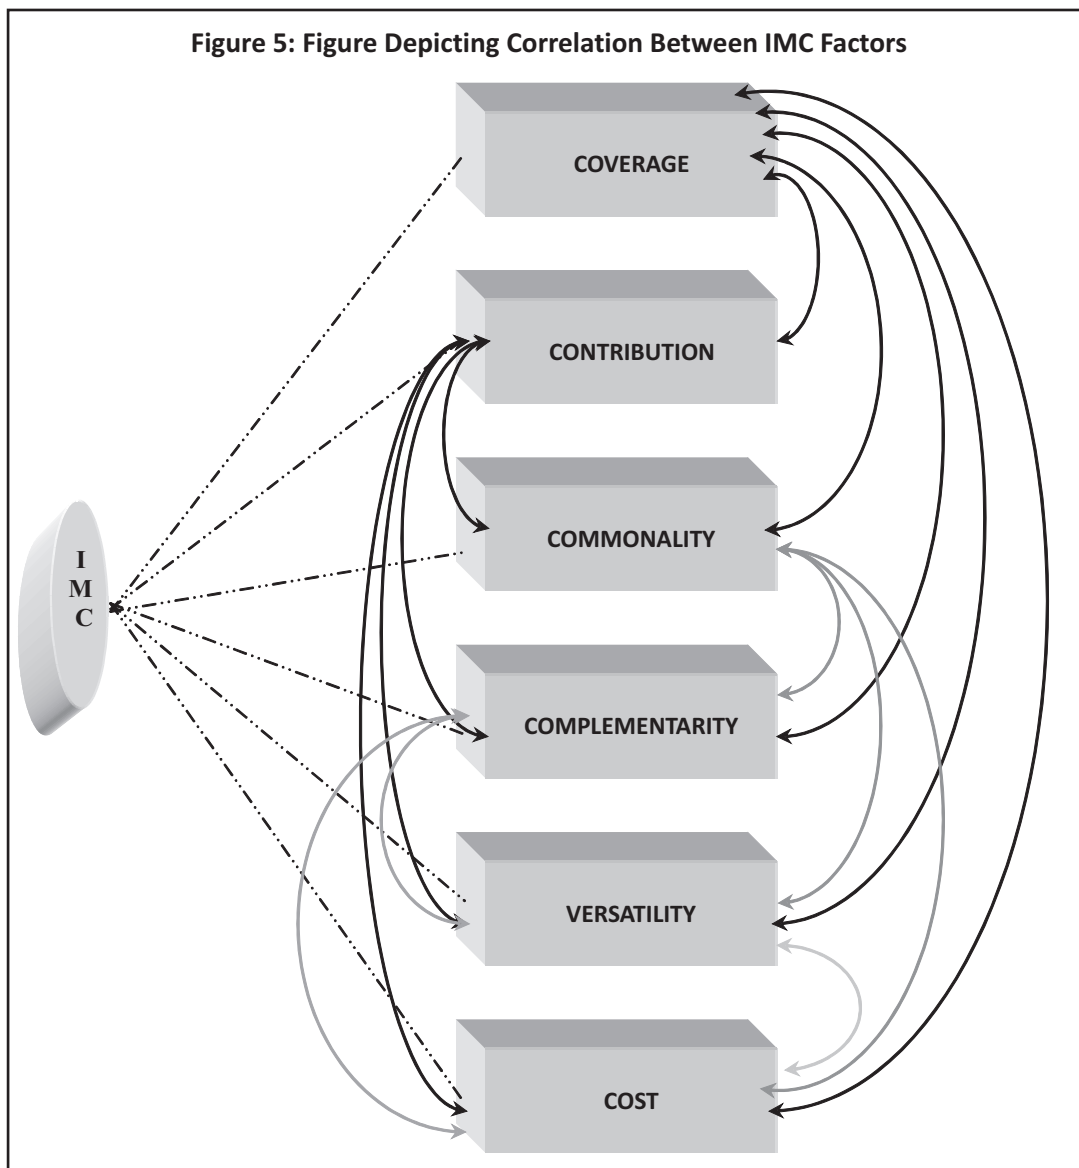 Figure 5: Figure Depicting Correlation Between IMC Factors
COVERAGE
CONTRIBUTION
COMMONALITY
I
M
C
COMPLEMENTARITY
VERSATILITY
COST